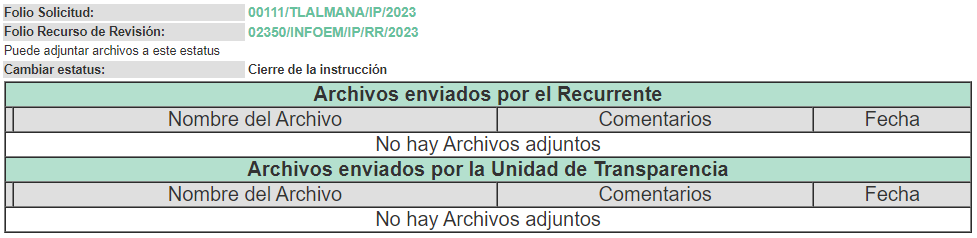 Folio Solicitud: 00111/TLALMANA/IP/2023
Folio Recurso de Revisión: 02350/INFOEM/IP/RR/2023
Puede adjuntar archivos a este estatus
Cambiar estatus: Cierre de la instrucción
Archivos enviados por el Recurrente
Nombre del Archivo Comentarios Fecha
No hay Archivos adjuntos
Archivos enviados por la Unidad de Transparencia
Nombre del Archivo Comentarios Fecha
No hay Archivos adjuntos